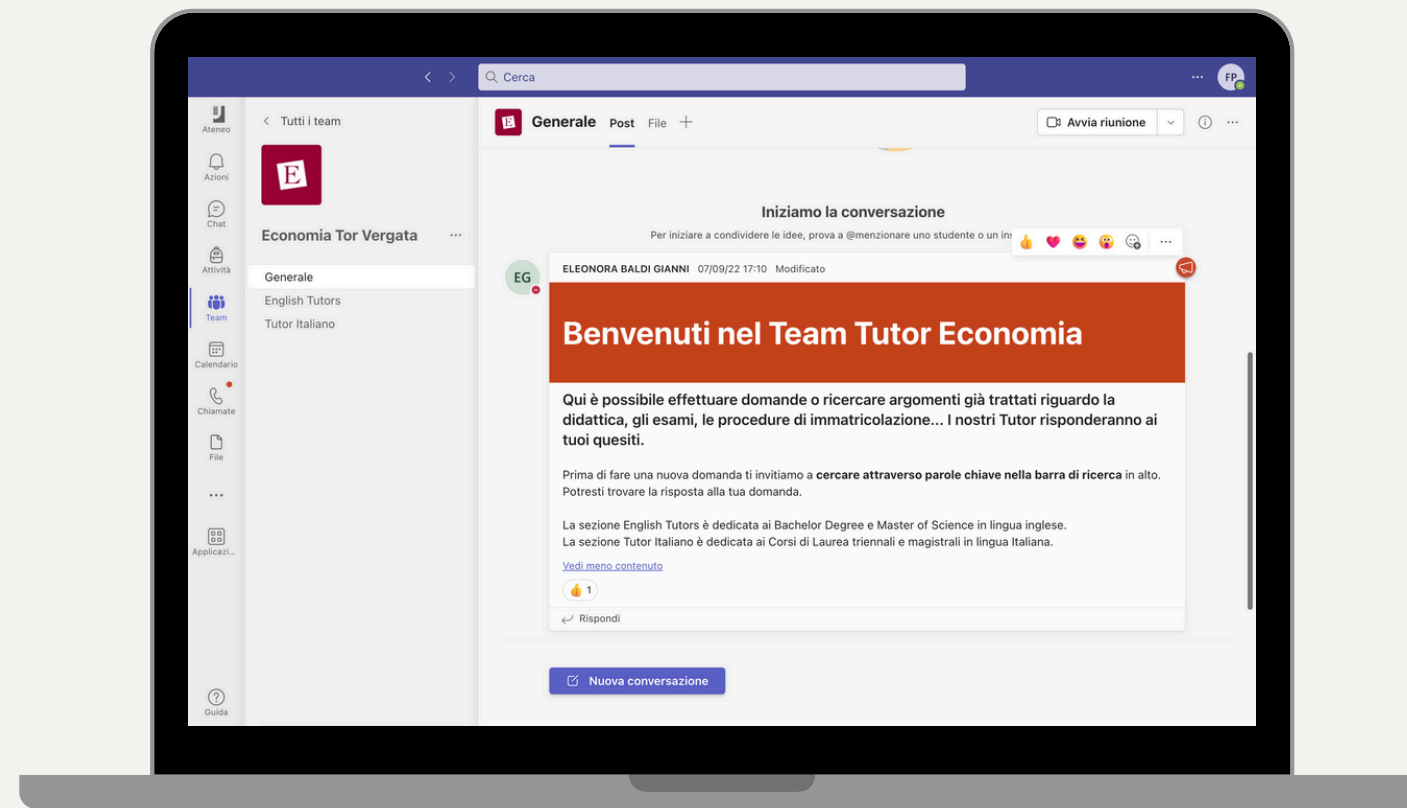 Cerca
FP
Ateneo
Azioni
Chat
Attività
Team
Calendario
Chiamate
File
Applicazi...
Guida
Tutti i team
E
Economia Tor Vergata
Generale
English Tutors
Tutor Italiano
E
Generale Post File
Avvia riunione
Iniziamo la conversazione
Per iniziare a condividere le idee, prova a @menzionare uno studente o un ins
EG
ELEONORA BALDI GIANNI 07/09/22 17:10 Modificato
Benvenuti nel Team Tutor Economia
Qui è possibile effettuare domande o ricercare argomenti già trattati riguardo la
didattica, gli esami, le procedure di immatricolazione... I nostri Tutor risponderanno ai
tuoi quesiti.
Prima di fare una nuova domanda ti invitiamo a cercare attraverso parole chiave nella barra di ricerca in alto.
Potresti trovare la risposta alla tua domanda.
La sezione English Tutors è dedicata ai Bachelor Degree e Master of Science in lingua inglese.
La sezione Tutor Italiano è dedicata ai Corsi di Laurea triennali e magistrali in lingua Italiana.
Vedi meno contenuto
1
Rispondi
Nuova conversazione